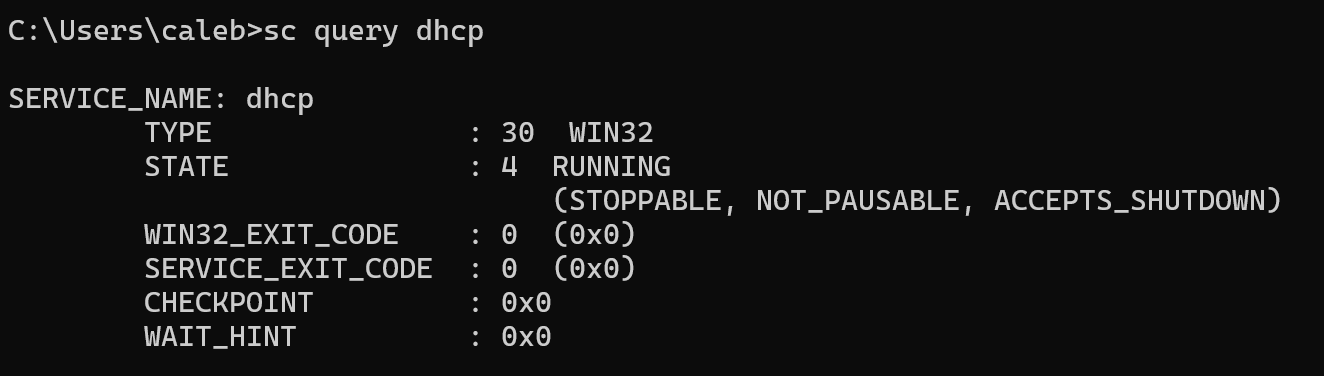 C:\Users\caleb>sc query dhcp
SERVICE_NAME: dhcp
        TYPE               : 30  WIN32
        STATE              : 4  RUNNING
                                (STOPPABLE, NOT_PAUSABLE, ACCEPTS_SHUTDOWN)
        WIN32_EXIT_CODE    : 0  (0x0)
        SERVICE_EXIT_CODE  : 0  (0x0)
        CHECKPOINT         : 0x0
        WAIT_HINT          : 0x0